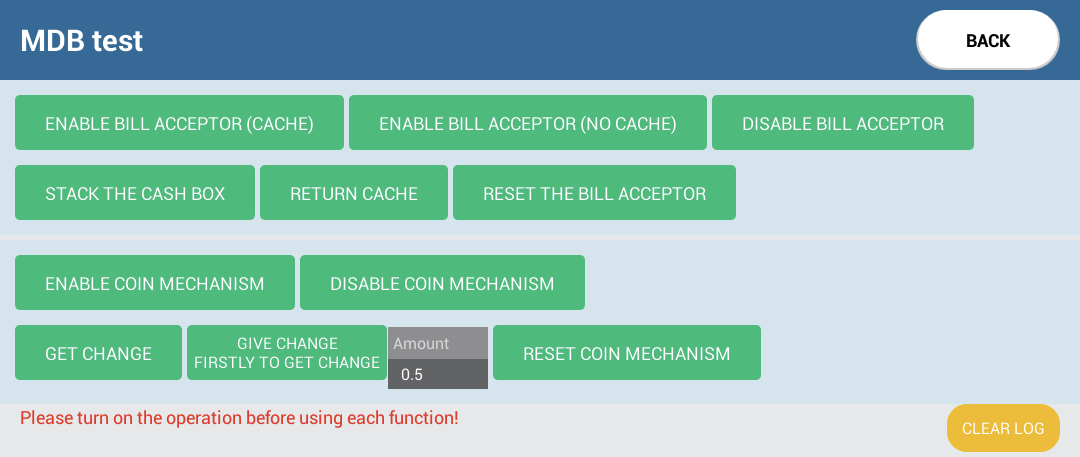 MDB test
BACK
ENABLE BILL ACCEPTOR (CACHE)
ENABLE BILL ACCEPTOR (NO CACHE)
DISABLE BILL ACCEPTOR
STACK THE CASH BOX
RETURN CACHE
RESET THE BILL ACCEPTOR
ENABLE COIN MECHANISM
DISABLE COIN MECHANISM
GET CHANGE
GIVE CHANGE
FIRSTLY TO GET CHANGE
Amount
0.5
RESET COIN MECHANISM
Please turn on the operation before using each function!
CLEAR LOG